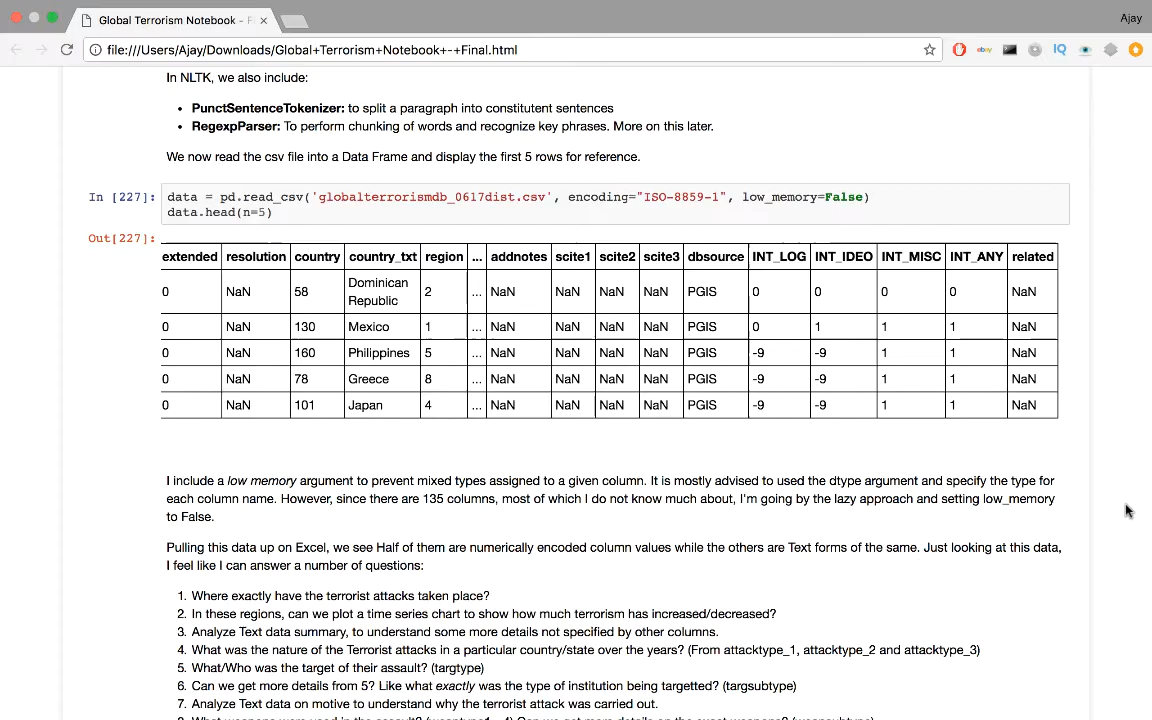 Global Terrorism Notebook - Fi
Ajay
file:///Users/Ajay/Downloads/Global+Terrorism+Notebook+-+Final.html
ebay
IQ
In NLTK, we also include:
• PunctSentenceTokenizer: to split a paragraph into constitutent sentences
• RegexpParser: To perform chunking of words and recognize key phrases. More on this later.
We now read the csv file into a Data Frame and display the first 5 rows for reference.
In [227]: data = pd.read_csv('globalterrorismdb_0617dist.csv', encoding="ISO-8859-1", low_memory=False)
data.head(n=5)
Out[227]:
extended resolution country country_txt region ... addnotes scite1 scite2 scite3 dbsource INT_LOG INT_IDEO INT_MISC INT_ANY related
0 NaN 58 Dominican Republic 2 ... NaN NaN NaN NaN PGIS 0 0 0 0 NaN
0 NaN 130 Mexico 1 ... NaN NaN NaN NaN PGIS 0 1 1 1 NaN
0 NaN 160 Philippines 5 ... NaN NaN NaN NaN PGIS -9 -9 1 1 NaN
0 NaN 78 Greece 8 ... NaN NaN NaN NaN PGIS -9 -9 1 1 NaN
0 NaN 101 Japan 4 ... NaN NaN NaN NaN PGIS -9 -9 1 1 NaN
I include a low memory argument to prevent mixed types assigned to a given column. It is mostly advised to used the dtype argument and specify the type for
each column name. However, since there are 135 columns, most of which I do not know much about, I'm going by the lazy approach and setting low_memory
to False.
Pulling this data up on Excel, we see Half of them are numerically encoded column values while the others are Text forms of the same. Just looking at this data,
I feel like I can answer a number of questions:
1. Where exactly have the terrorist attacks taken place?
2. In these regions, can we plot a time series chart to show how much terrorism has increased/decreased?
3. Analyze Text data summary, to understand some more details not specified by other columns.
4. What was the nature of the Terrorist attacks in a particular country/state over the years? (From attacktype_1, attacktype_2 and attacktype_3)
5. What/Who was the target of their assault? (targtype)
6. Can we get more details from 5? Like what exactly was the type of institution being targetted? (targsubtype)
7. Analyze Text data on motive to understand why the terrorist attack was carried out.